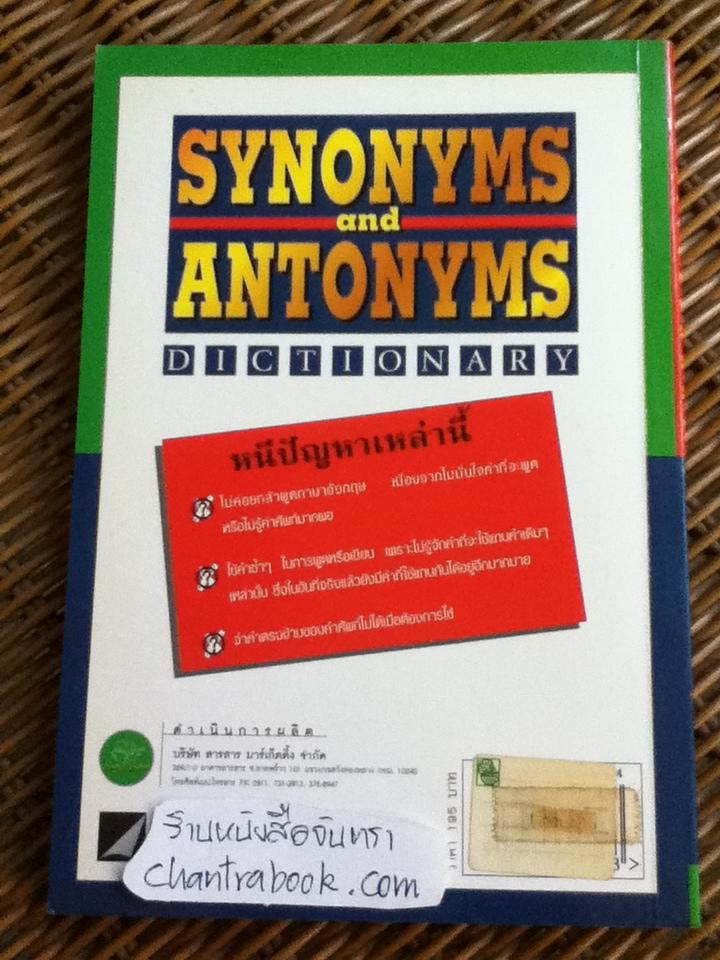 SYNONYMS
and
ANTONYMS
DICTIONARY
หนีปัญหาเหล่านี้
ไม่ค่อยกล้าพูดภาษาอังกฤษ เนื่องจากไม่มั่นใจคำที่จะพูด
หรือไม่รู้คำศัพท์มากพอ
ใช้คำซ้ำๆ ในการพูดหรือเขียน เพราะไม่รู้จักคำที่จะใช้แทนคำเดิมๆ
เหล่านั้น ซึ่งในอันที่จริงแล้วยังมีคำที่ใช้แทนกันได้อยู่อีกมากมาย
จำคำตรงข้ามของคำศัพท์ไม่ได้เมื่อต้องการใช้
ดำเนินการผลิต
บริษัท สารสาร มาร์เก็ตติ้ง จำกัด
ร้านหนังสือจันทรา
chantrabook.com
195 บาท